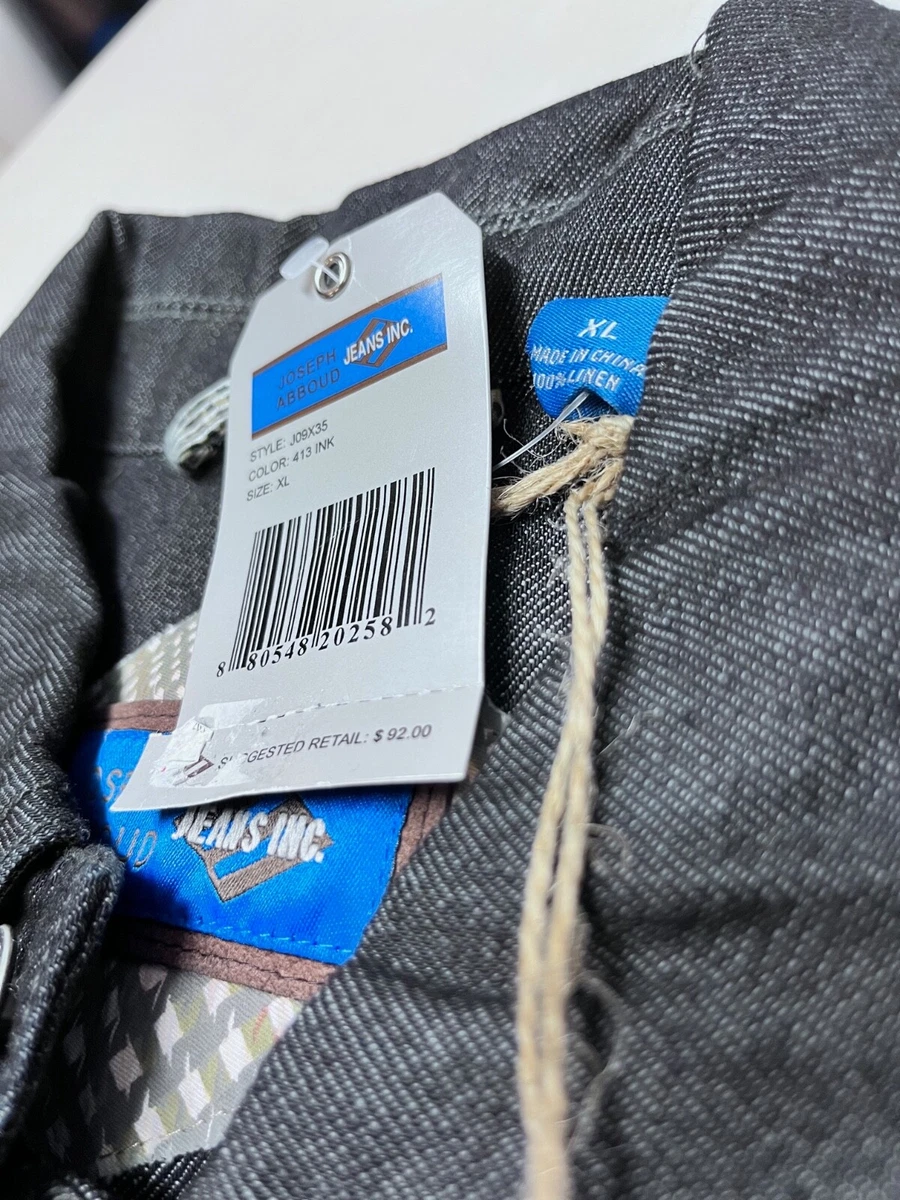 JOSEPH
ABBOUD
JEANS INC.
STYLE: J09X35
COLOR: 413 INK
SIZE: XL
8 80548 20258 2
SUGGESTED RETAIL: $ 92.00
XL
MADE IN CHINA
100% LINEN
JEANS INC.